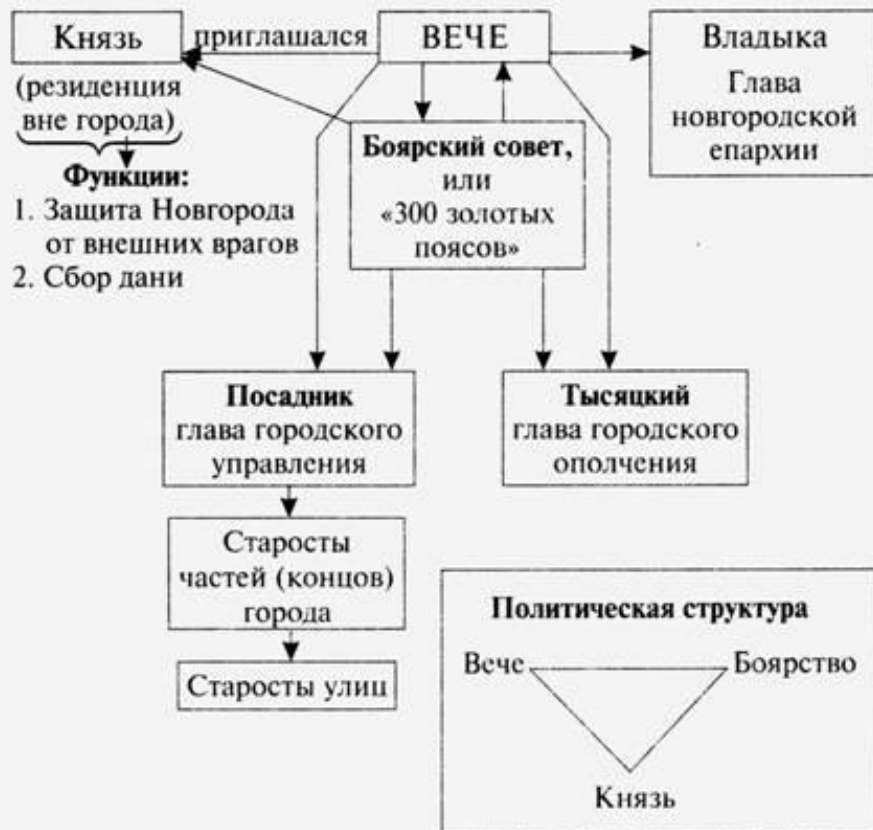 Князь
приглашался
ВЕЧЕ
Владыка
Глава
новгородской
епархии
(резиденция
вне города)
Функции:
1. Защита Новгорода
от внешних врагов
2. Сбор дани
Боярский совет,
или
«300 золотых
поясов»
Посадник
глава городского
управления
Тысяцкий
глава городского
ополчения
Старосты
частей (концов)
города
Старосты улиц
Политическая структура
Вече
Боярство
Князь